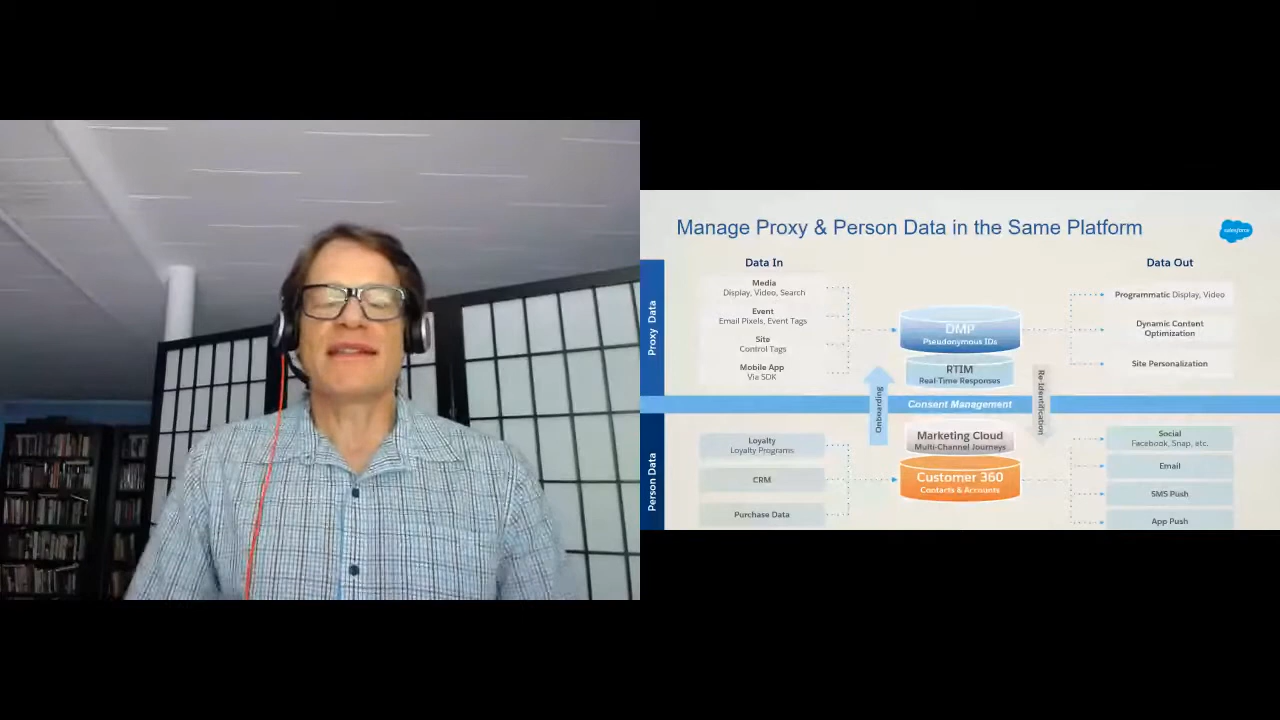 Manage Proxy & Person Data in the Same Platform
salesforce
Data In
Data Out
Proxy Data
Media
Display, Video, Search
Event
Email Pixels, Event Tags
Site
Control Tags
Mobile App
Via SDK
DMP
Pseudonymous IDs
RTIM
Real-Time Responses
Programmatic Display, Video
Dynamic Content
Optimization
Site Personalization
Onboarding
Consent Management
Re-Identification
Person Data
Loyalty
Loyalty Programs
CRM
Purchase Data
Marketing Cloud
Multi-Channel Journeys
Customer 360
Contacts & Accounts
Social
Facebook, Snap, etc.
Email
SMS Push
App Push